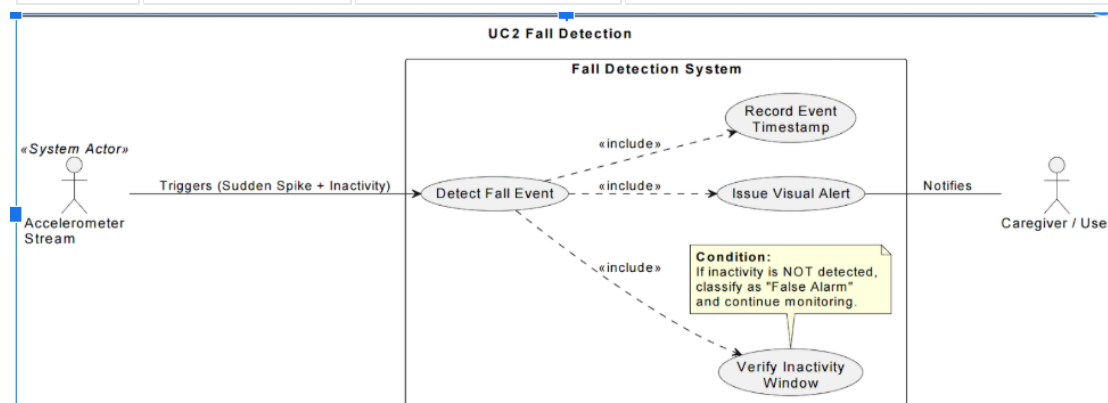 UC2 Fall Detection
Fall Detection System
Record Event
Timestamp
«include»
«System Actor»
Triggers (Sudden Spike + Inactivity)
Detect Fall Event
«include»
Issue Visual Alert
Notifies
Accelerometer
Stream
Caregiver / Use
Condition:
If inactivity is NOT detected,
classify as "False Alarm"
and continue monitoring.
«include»
Verify Inactivity
Window